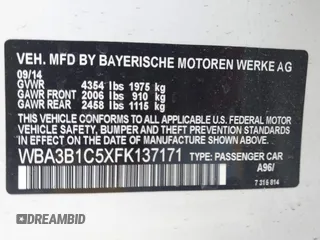 VEH. MFD BY BAYERISCHE MOTOREN WERKE AG
09/14
GVWR 4354 lbs 1975 kg
GAWR FRONT 2006 lbs 910 kg
GAWR REAR 2458 lbs 1115 kg
THIS VEHICLE CONFORMS TO ALL APPLICABLE
FEDERAL MOTOR VEHICLE SAFETY, BUMPER,
AND THEFT PREVENTION STANDARDS IN EFFECT
ON THE DATE OF MANUFACTURE SHOWN ABOVE.
WBA3B1C5XFK137171 TYPE: PASSENGER CAR
A96/
7 316 814